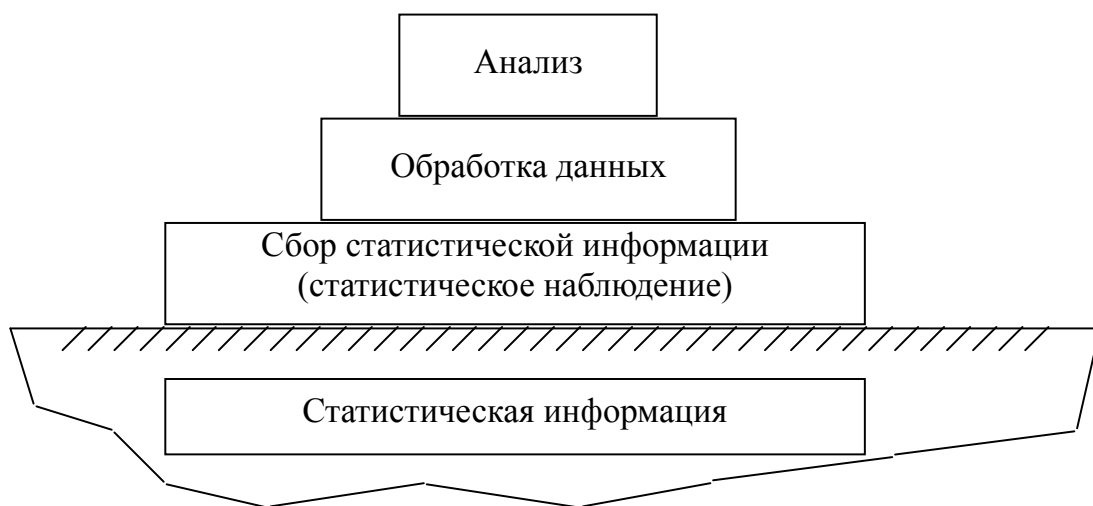 Анализ
Обработка данных
Сбор статистической информации
(статистическое наблюдение)
Статистическая информация